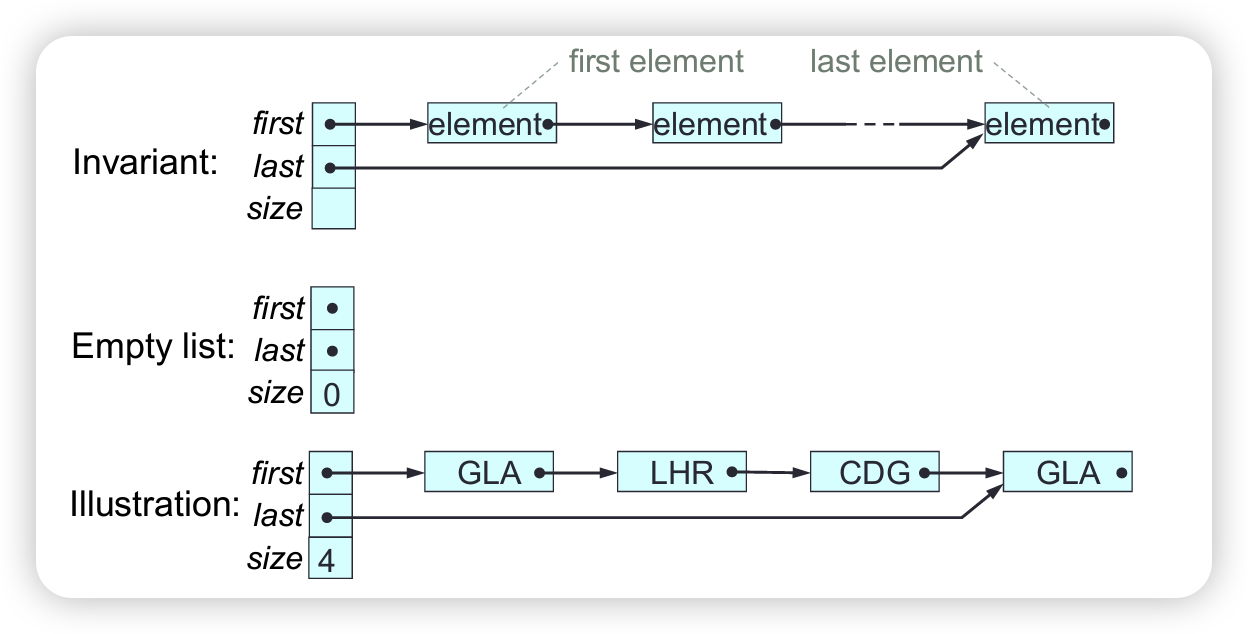 first element last element
first element element element
Invariant: last
size
first
Empty list: last
size 0
first GLA LHR CDG GLA
Illustration: last
size 4